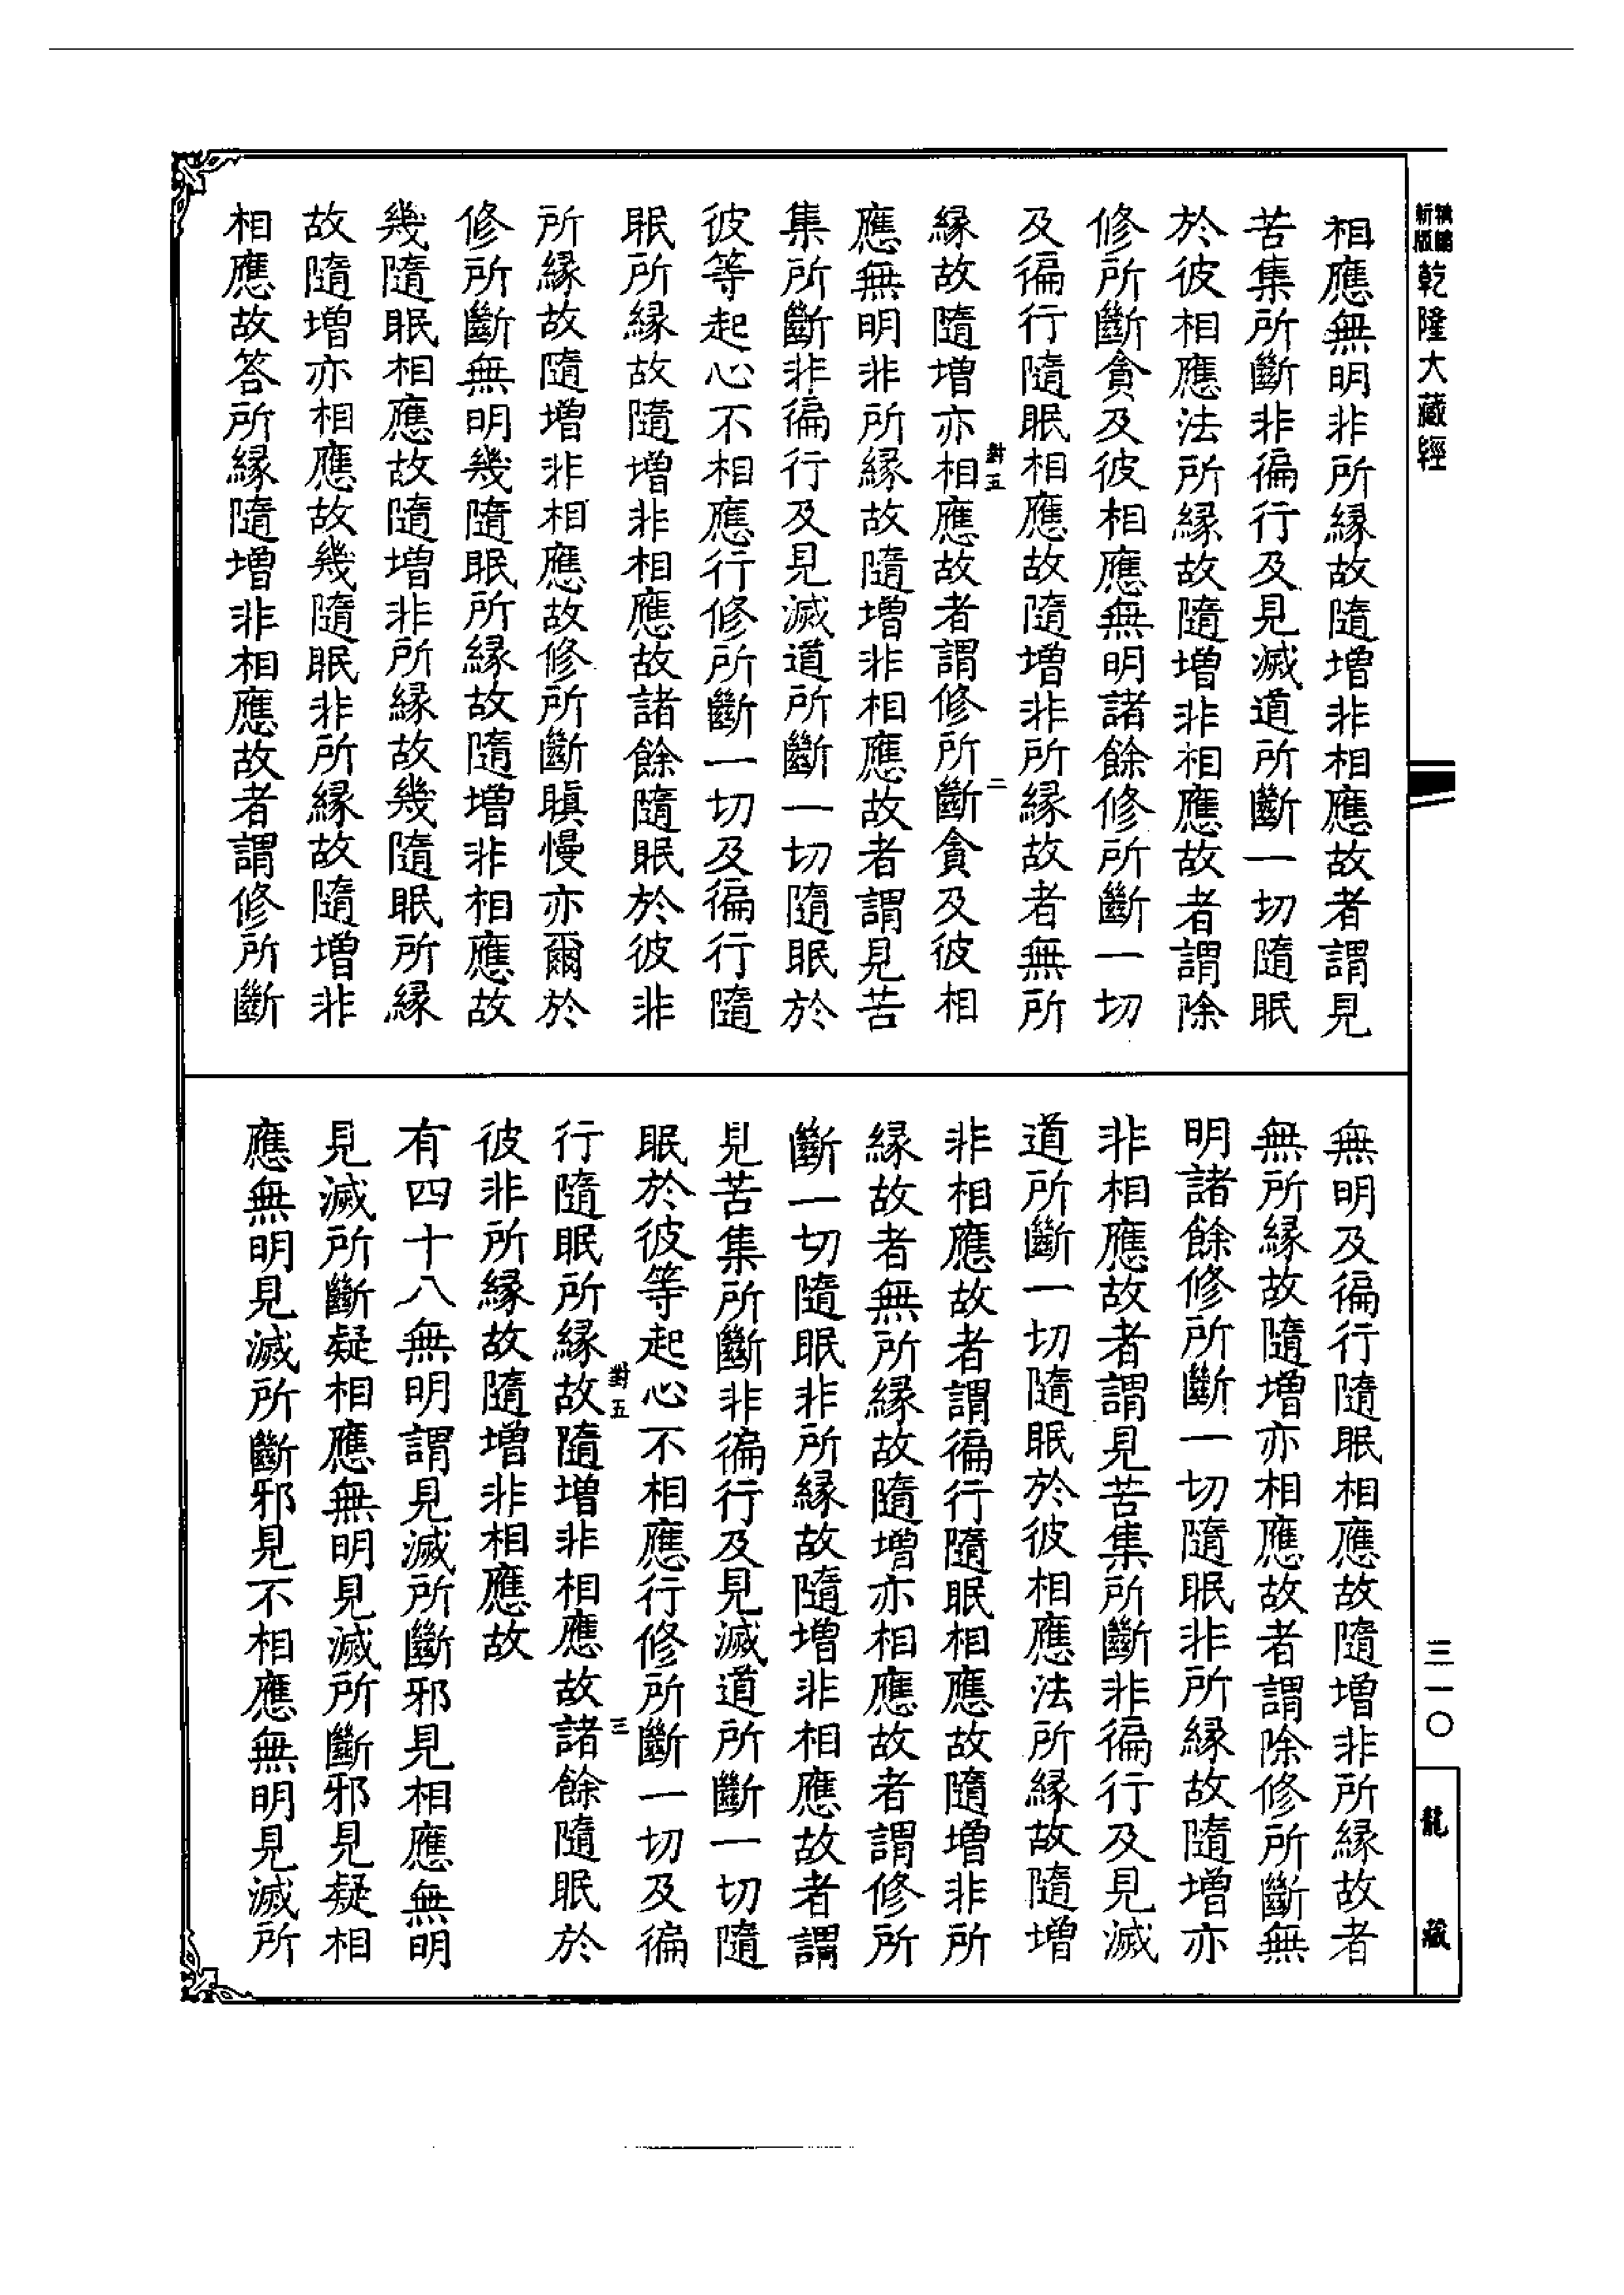 新版
乾隆大藏經
相應無明非所緣故隨增非相應故者謂見
苦集所斷非徧行及見滅道所斷一切隨眠
於彼相應法所緣故隨增非相應故者謂除
修所斷貪及彼相應無明諸餘修所斷一切
及徧行隨眠相應故隨增非所緣故者無所
緣故隨增亦相應故者謂修所斷貪及彼相
對五
二
應無明非所緣故隨增非相應故者謂見苦
集所斷非徧行及見滅道所斷一切隨眠於
彼等起心不相應行修所斷一切及徧行隨
眠所緣故隨增非相應故諸餘隨眠於彼非
所緣故隨增非相應故修所斷瞋慢亦爾於
修所斷無明幾隨眠所緣故隨增非相應故
幾隨眠相應故隨增非所緣故幾隨眠所緣
故隨增亦相應故幾隨眠非所緣故隨增非
相應故答所緣隨增非相應故者謂修所斷
無明及徧行隨眠相應故隨增非所緣故者
無所緣故隨增亦相應故者謂除修所斷無
明諸餘修所斷一切隨眠非所緣故隨增亦
非相應故者謂見苦集所斷非徧行及見滅
道所斷一切隨眠於彼相應法所緣故隨增
非相應故者謂徧行隨眠相應故隨增非所
緣故者無所緣故隨增亦相應故者謂修所
斷一切隨眠非所緣故隨增非相應故者謂
見苦集所斷非徧行及見滅道所斷一切隨
眠於彼等起心不相應行修所斷一切及徧
對五
三
行隨眠所緣故隨增非相應故諸餘隨眠於
彼非所緣故隨增非相應故
有四十八無明謂見滅所斷邪見相應無明
見滅所斷疑相應無明見滅所斷邪見疑相
應無明見滅所斷邪見不相應無明見滅所
三一〇
龍藏